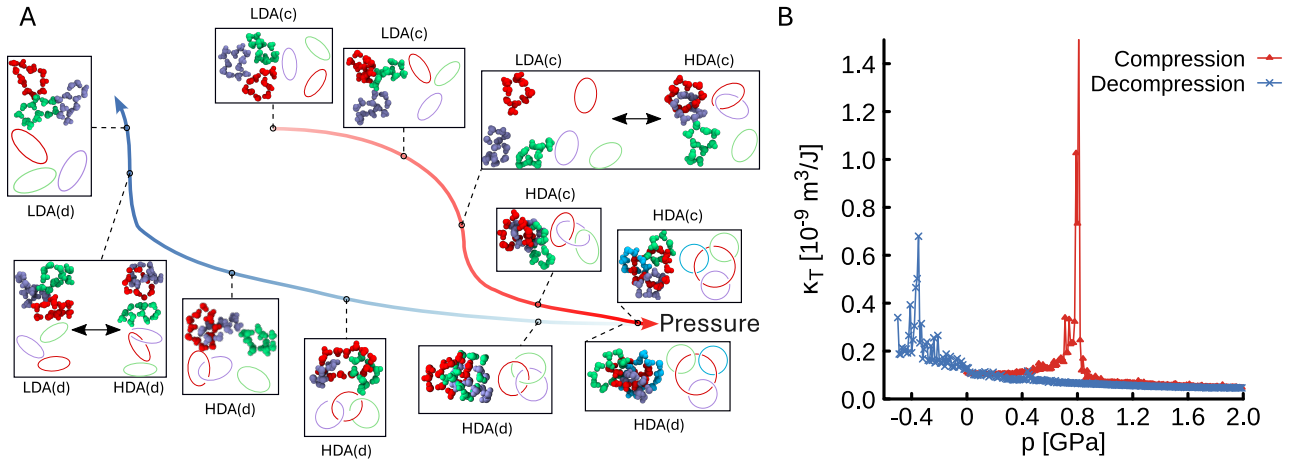 A
LDA(c)
LDA(c)
LDA(c)
HDA(c)
LDA(d)
HDA(c)
HDA(c)
LDA(d)
HDA(d)
HDA(d)
HDA(d)
HDA(d)
HDA(d)
Pressure
B
Compression
Decompression
κT [10⁻⁹ m³/J]
1.4
1.2
1.0
0.8
0.6
0.4
0.2
0.0
-0.4
0
0.4
0.8
1.2
1.6
2.0
p [GPa]